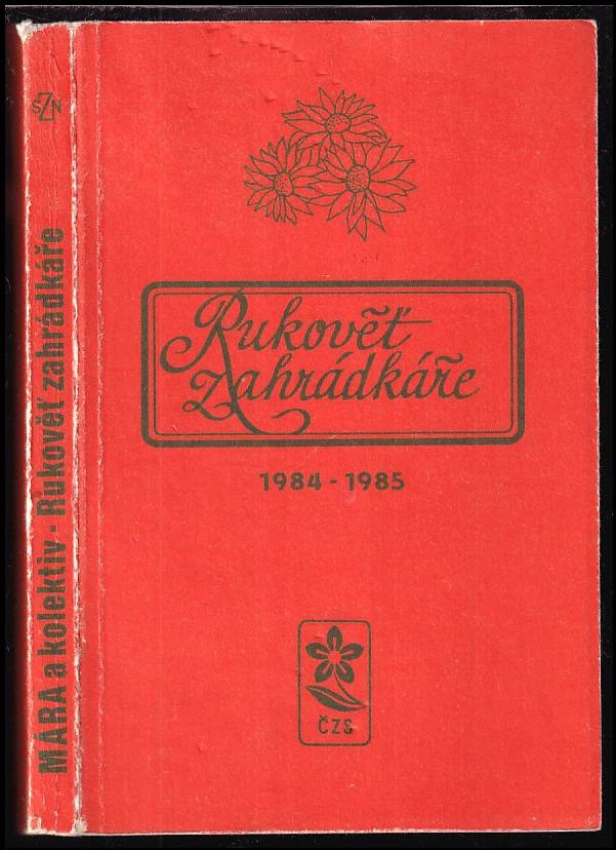 SZN
MÁRA a kolektiv - Rukověť zahrádkáře
Rukověť
zahrádkáře
1984 - 1985
ČZS